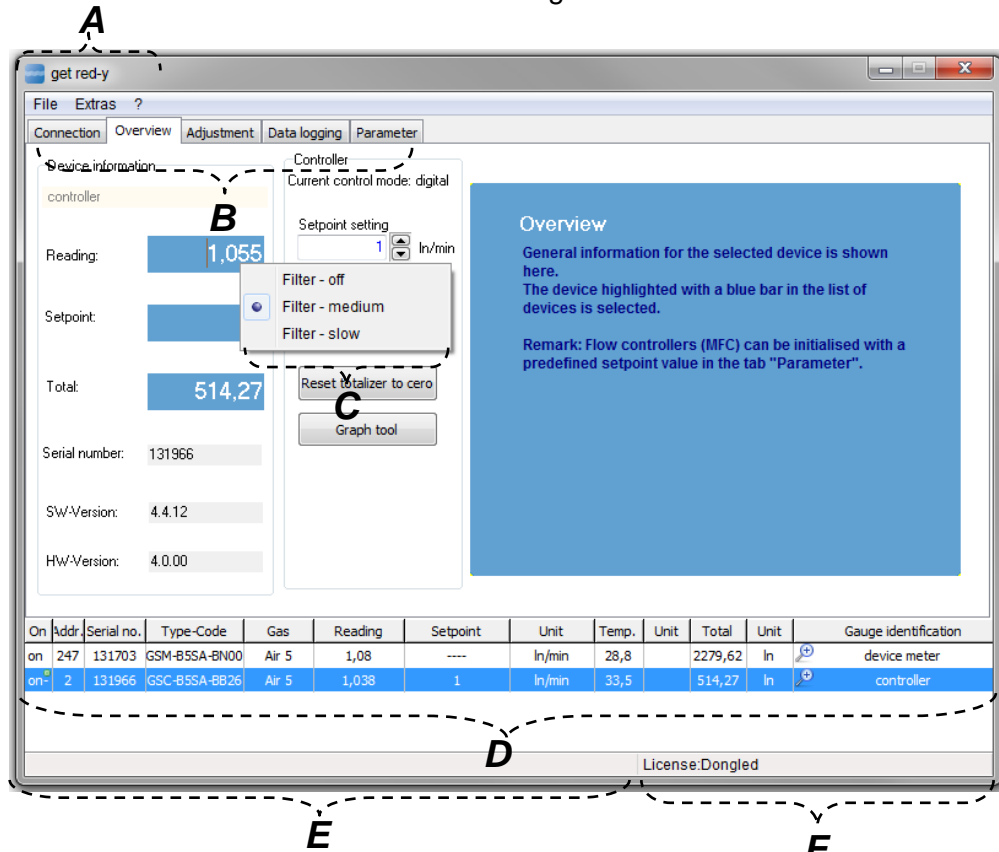 A
get red-y
File Extras ?
Connection Overview Adjustment Data logging Parameter
Device information
controller
Reading: 1,055
Setpoint:
Total: 514,27
Serial number: 131966
SW-Version: 4.4.12
HW-Version: 4.0.00
B
Controller
Current control mode: digital
Setpoint setting
1 ln/min
Filter - off
Filter - medium
Filter - slow
C
Reset totalizer to cero
Graph tool
Overview
General information for the selected device is shown
here.
The device highlighted with a blue bar in the list of
devices is selected.
Remark: Flow controllers (MFC) can be initialised with a
predefined setpoint value in the tab "Parameter".
On Addr. Serial no. Type-Code Gas Reading Setpoint Unit Temp. Unit Total Unit Gauge identification
on 247 131703 GSM-B5SA-BN00 Air 5 1,08 ---- ln/min 28,8 2279,62 ln device meter
on- 2 131966 GSC-B5SA-BB26 Air 5 1,038 1 ln/min 33,5 514,27 ln controller
D
License:Dongled
E